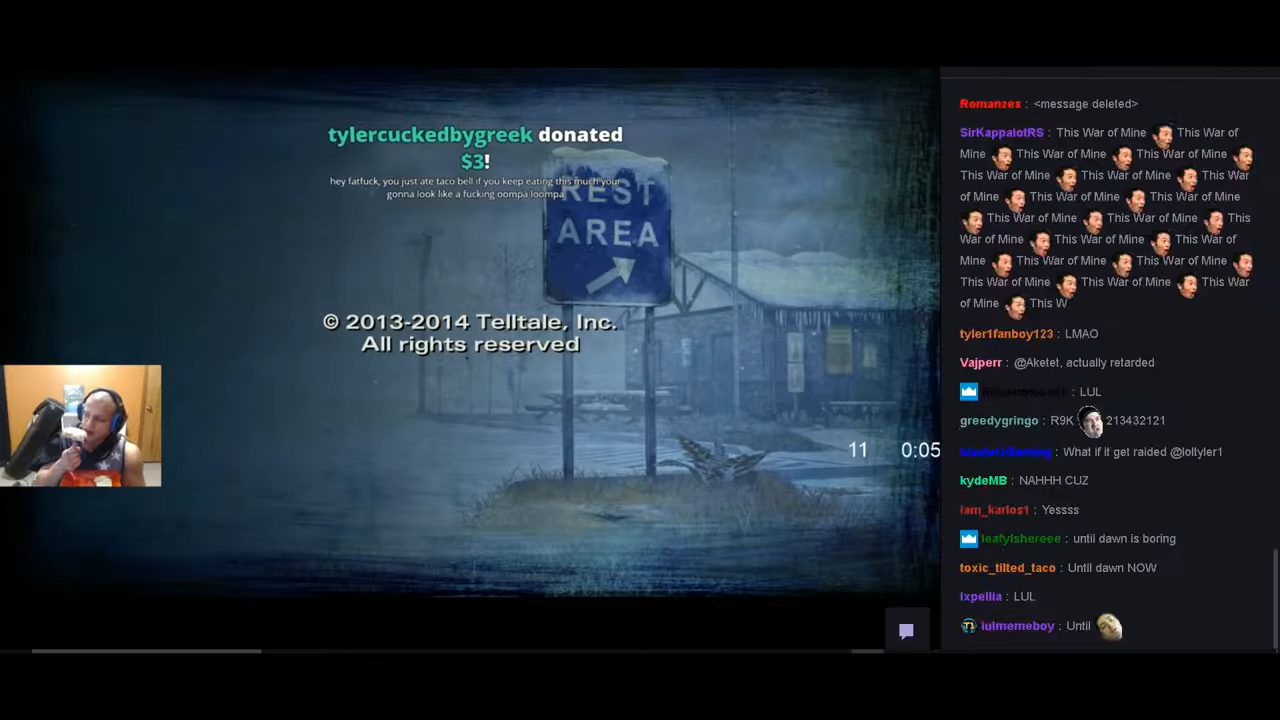 tylercuckedbygreek donated
$3!
hey fatfuck, you just ate taco bell if you keep eating this much your
gonna look like a fucking oompa loompa
REST
AREA
© 2013-2014 Telltale, Inc.
All rights reserved
11 0:05
Romanzes : <message deleted>
SirKappalotRS : This War of Mine This War of
Mine This War of Mine This War of Mine
This War of Mine This War of Mine This War
of Mine This War of Mine This War of Mine
This War of Mine This War of Mine This
War of Mine This War of Mine This War of
Mine This War of Mine This War of Mine
This War of Mine This War of Mine This War
of Mine This W
tyler1fanboy123 : LMAO
Vajperr : @Aketet, actually retarded
: LUL
greedygringo : R9K 213432121
: What if it get raided @loltyler1
kydeMB : NAHHH CUZ
iam_karlos1 : Yessss
leafyishereee : until dawn is boring
toxic_tilted_taco : Until dawn NOW
Ixpellia : LUL
lulmemeboy : Until